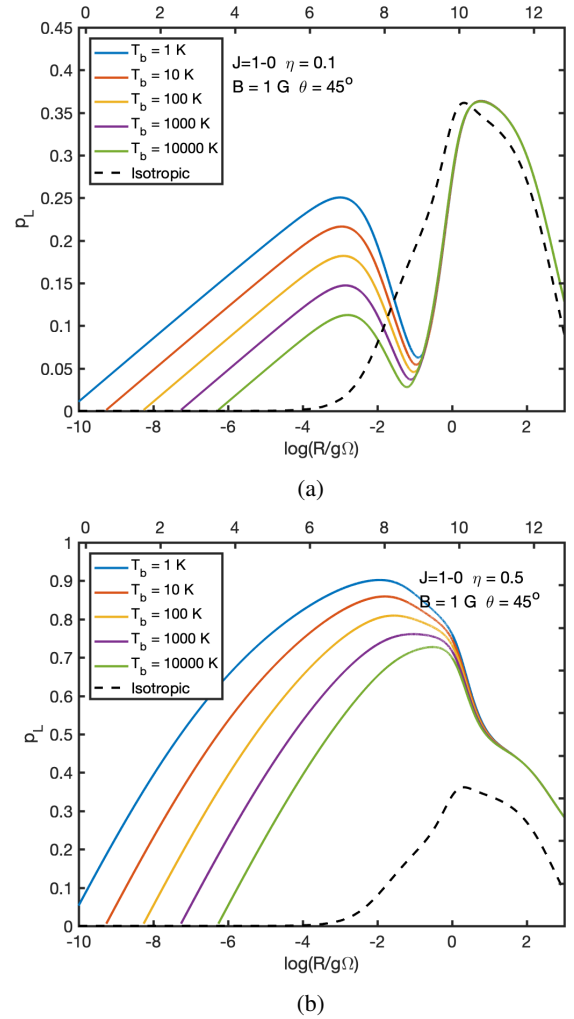 0 2 4 6 8 10 12
0.45
0.4
0.35
0.3
0.25
0.2
0.15
0.1
0.05
0
p_L
T_b = 1 K
T_b = 10 K
T_b = 100 K
T_b = 1000 K
T_b = 10000 K
Isotropic
J=1-0 η = 0.1
B = 1 G θ = 45°
-10 -8 -6 -4 -2 0 2
log(R/gΩ)
(a)
0 2 4 6 8 10 12
1
0.9
0.8
0.7
0.6
0.5
0.4
0.3
0.2
0.1
0
p_L
T_b = 1 K
T_b = 10 K
T_b = 100 K
T_b = 1000 K
T_b = 10000 K
Isotropic
J=1-0 η = 0.5
B = 1 G θ = 45°
-10 -8 -6 -4 -2 0 2
log(R/gΩ)
(b)